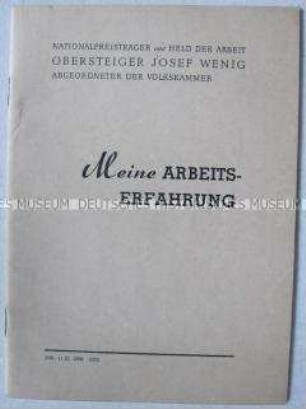 NATIONALPREISTRÄGER und HELD DER ARBEIT
OBERSTEIGER JOSEF WENIG
ABGEORDNETER DER VOLKSKAMMER
Meine ARBEITS-
ERFAHRUNG